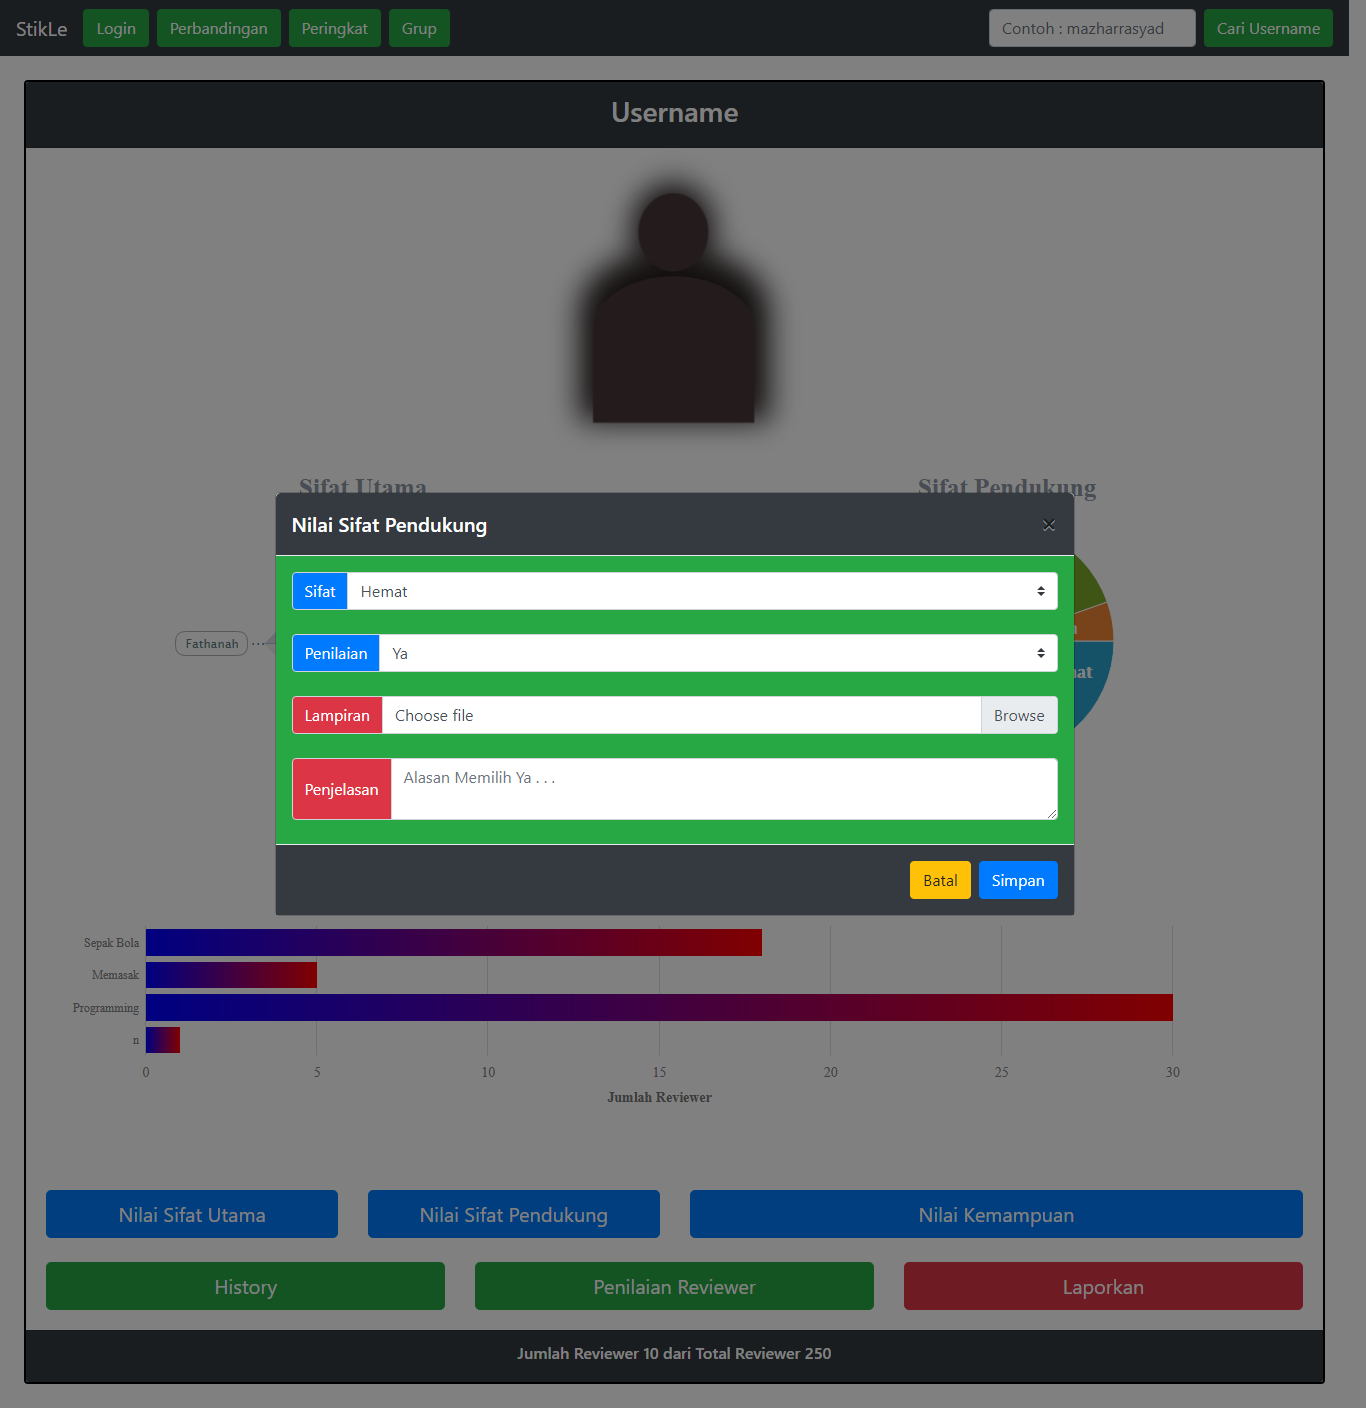 StikLe Login Perbandingan Peringkat Grup Contoh : mazharrasyad Cari Username
Username
Sifat Utama Sifat Pendukung
Nilai Sifat Pendukung ×
Sifat Hemat
Penilaian Ya
Fathanah
Lampiran Choose file Browse
Penjelasan Alasan Memilih Ya . . .
Batal Simpan
Sepak Bola
Memasak
Programming
n
0 5 10 15 20 25 30
Jumlah Reviewer
Nilai Sifat Utama Nilai Sifat Pendukung Nilai Kemampuan
History Penilaian Reviewer Laporkan
Jumlah Reviewer 10 dari Total Reviewer 250